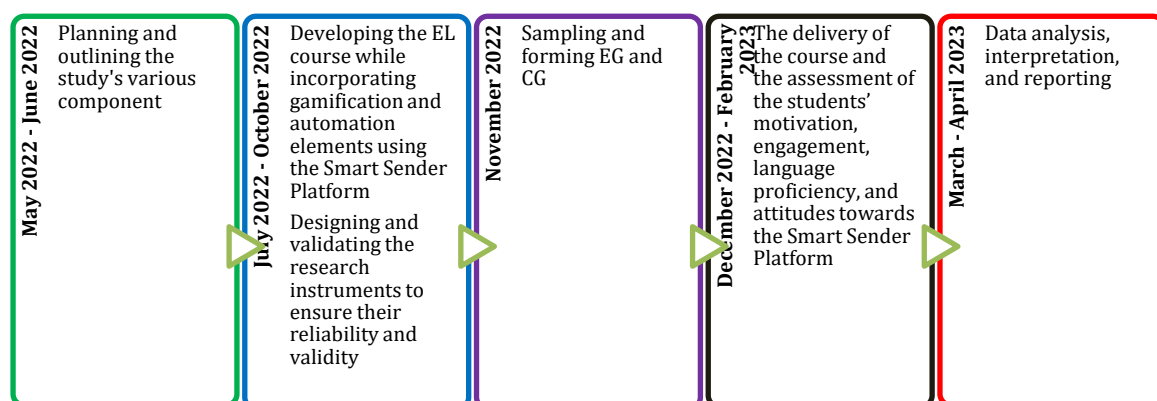 May 2022 - June 2022
Planning and
outlining the
study's various
component
July 2022 - October 2022
Developing the EL
course while
incorporating
gamification and
automation
elements using
the Smart Sender
Platform
Designing and
validating the
research
instruments to
ensure their
reliability and
validity
November 2022
Sampling and
forming EG and
CG
December 2022 - February
2023
The delivery of
the course and
the assessment of
the students’
motivation,
engagement,
language
proficiency, and
attitudes towards
the Smart Sender
Platform
March - April 2023
Data analysis,
interpretation,
and reporting